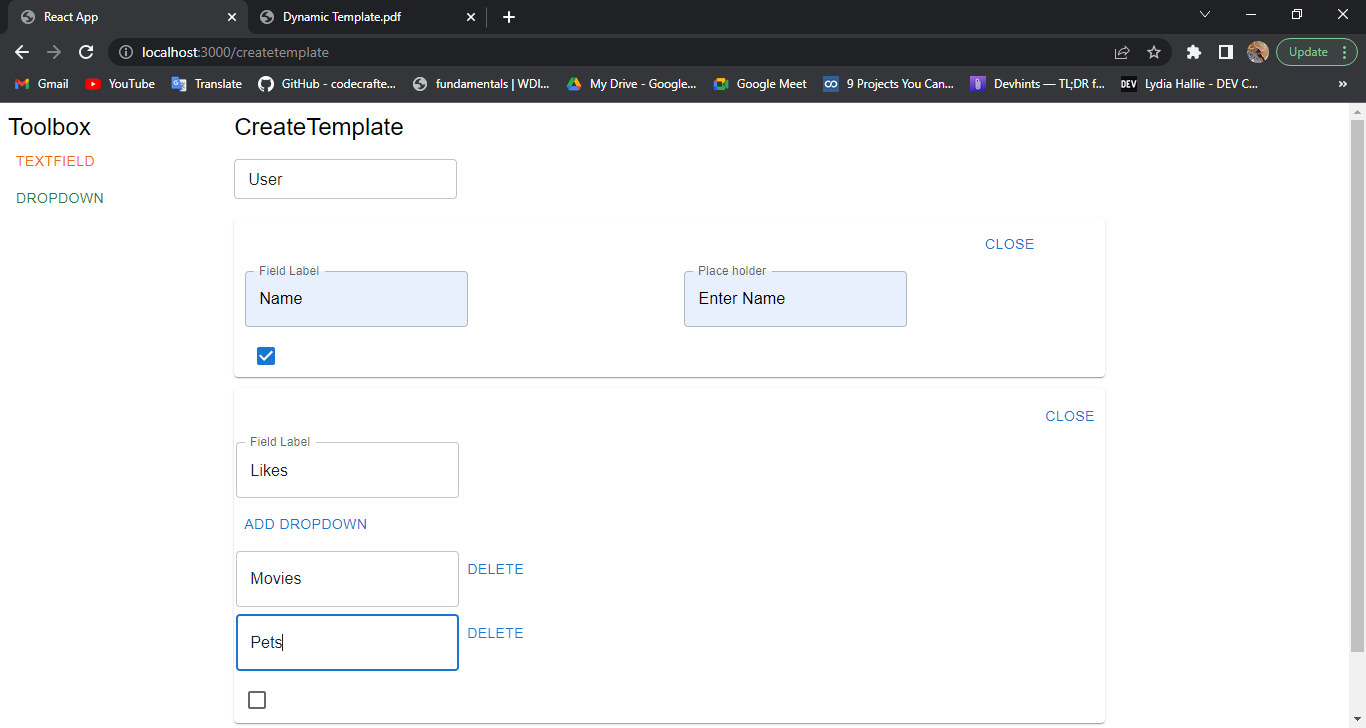 React App
Dynamic Template.pdf
localhost:3000/createtemplate
Update
Gmail
YouTube
Translate
GitHub - codecrafte...
fundamentals | WDI...
My Drive - Google...
Google Meet
CO
9 Projects You Can...
Devhints — TL;DR f...
DEV
Lydia Hallie - DEV C...
»
Toolbox
CreateTemplate
TEXTFIELD
User
DROPDOWN
CLOSE
Field Label
Place holder
Name
Enter Name
CLOSE
Field Label
Likes
ADD DROPDOWN
Movies
DELETE
Pets
DELETE